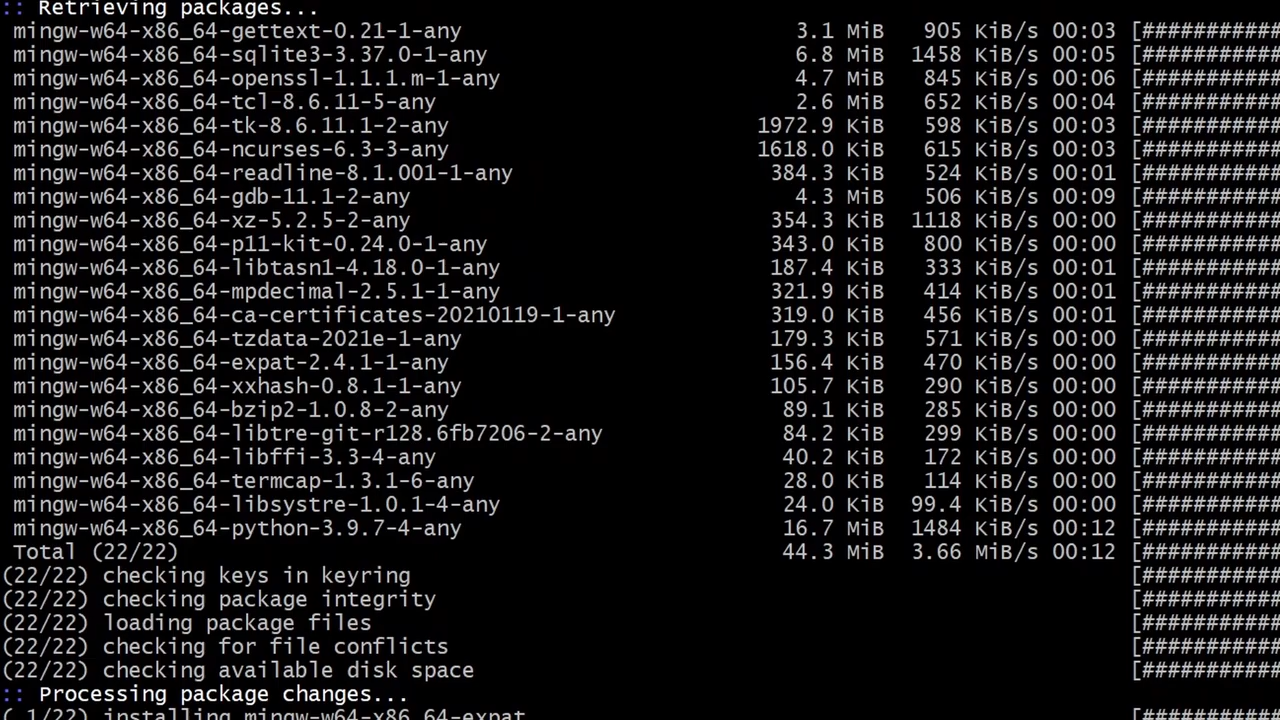 :: Retrieving packages...
mingw-w64-x86_64-gettext-0.21-1-any 3.1 MiB 905 KiB/s 00:03 [###########
mingw-w64-x86_64-sqlite3-3.37.0-1-any 6.8 MiB 1458 KiB/s 00:05 [###########
mingw-w64-x86_64-openssl-1.1.1.m-1-any 4.7 MiB 845 KiB/s 00:06 [###########
mingw-w64-x86_64-tcl-8.6.11-5-any 2.6 MiB 652 KiB/s 00:04 [###########
mingw-w64-x86_64-tk-8.6.11.1-2-any 1972.9 KiB 598 KiB/s 00:03 [###########
mingw-w64-x86_64-ncurses-6.3-3-any 1618.0 KiB 615 KiB/s 00:03 [###########
mingw-w64-x86_64-readline-8.1.001-1-any 384.3 KiB 524 KiB/s 00:01 [###########
mingw-w64-x86_64-gdb-11.1-2-any 4.3 MiB 506 KiB/s 00:09 [###########
mingw-w64-x86_64-xz-5.2.5-2-any 354.3 KiB 1118 KiB/s 00:00 [###########
mingw-w64-x86_64-p11-kit-0.24.0-1-any 343.0 KiB 800 KiB/s 00:00 [###########
mingw-w64-x86_64-libtasn1-4.18.0-1-any 187.4 KiB 333 KiB/s 00:01 [###########
mingw-w64-x86_64-mpdecimal-2.5.1-1-any 321.9 KiB 414 KiB/s 00:01 [###########
mingw-w64-x86_64-ca-certificates-20210119-1-any 319.0 KiB 456 KiB/s 00:01 [###########
mingw-w64-x86_64-tzdata-2021e-1-any 179.3 KiB 571 KiB/s 00:00 [###########
mingw-w64-x86_64-expat-2.4.1-1-any 156.4 KiB 470 KiB/s 00:00 [###########
mingw-w64-x86_64-xxhash-0.8.1-1-any 105.7 KiB 290 KiB/s 00:00 [###########
mingw-w64-x86_64-bzip2-1.0.8-2-any 89.1 KiB 285 KiB/s 00:00 [###########
mingw-w64-x86_64-libtre-git-r128.6fb7206-2-any 84.2 KiB 299 KiB/s 00:00 [###########
mingw-w64-x86_64-libffi-3.3-4-any 40.2 KiB 172 KiB/s 00:00 [###########
mingw-w64-x86_64-termcap-1.3.1-6-any 28.0 KiB 114 KiB/s 00:00 [###########
mingw-w64-x86_64-libsystre-1.0.1-4-any 24.0 KiB 99.4 KiB/s 00:00 [###########
mingw-w64-x86_64-python-3.9.7-4-any 16.7 MiB 1484 KiB/s 00:12 [###########
Total (22/22) 44.3 MiB 3.66 MiB/s 00:12 [###########
(22/22) checking keys in keyring [###########
(22/22) checking package integrity [###########
(22/22) loading package files [###########
(22/22) checking for file conflicts [###########
(22/22) checking available disk space [###########
:: Processing package changes...
( 1/22) installing mingw-w64-x86_64-expat [###########